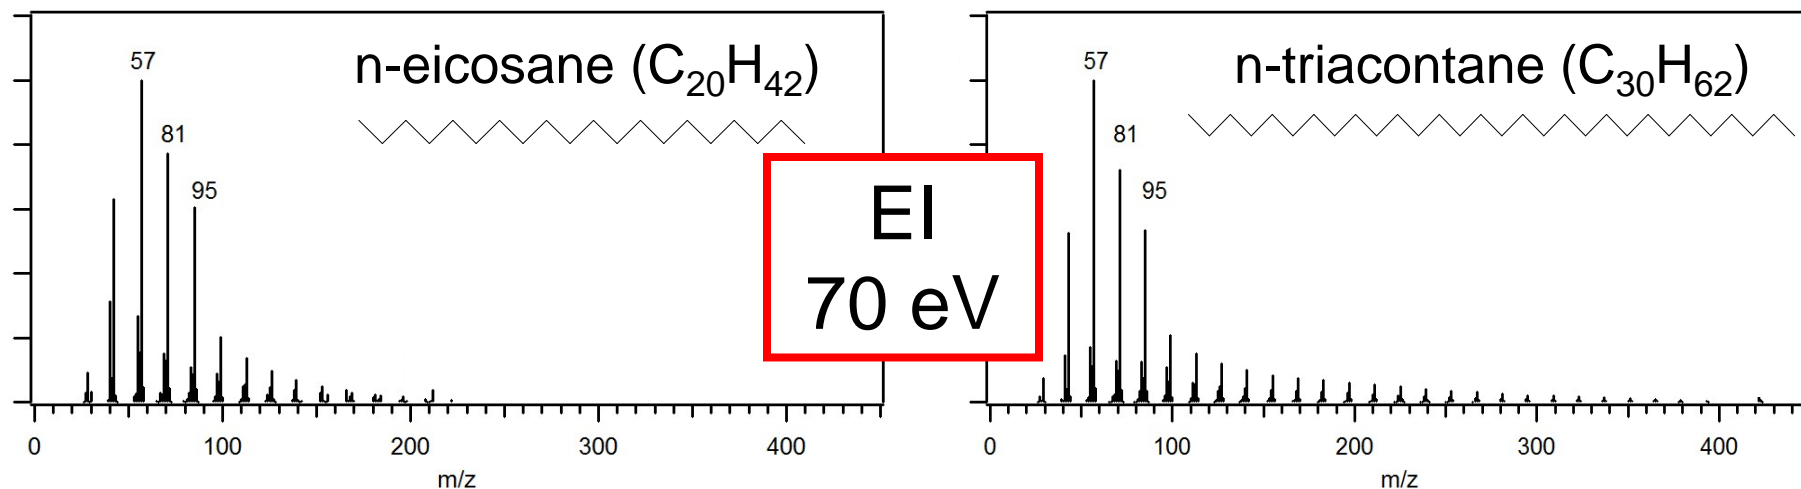 n-eicosane (C20H42)
57
81
95
0 100 200 300 400
m/z
EI
70 eV
n-triacontane (C30H62)
57
81
95
0 100 200 300 400
m/z